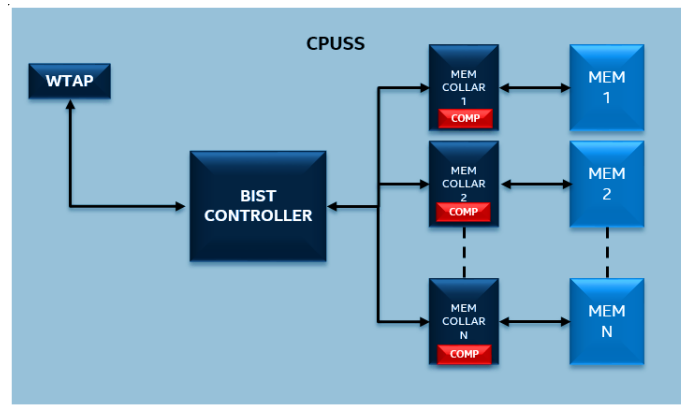 CPUSS
WTAP
BIST
CONTROLLER
MEM
COLLAR
1
COMP
MEM
1
MEM
COLLAR
2
COMP
MEM
2
MEM
COLLAR
N
COMP
MEM
N